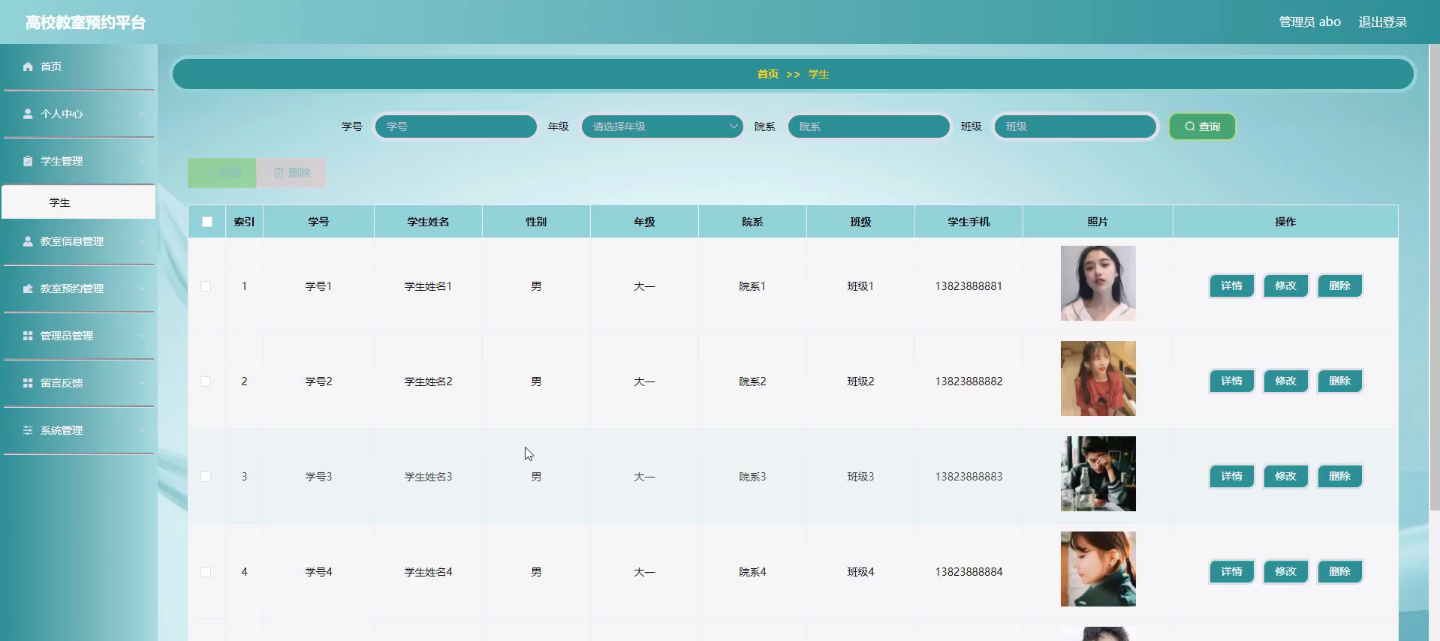 高校教室预约平台
管理员 abo 退出登录
首页
个人中心
学生管理
学生
教室信息管理
教室预约管理
管理员管理
留言反馈
系统管理
首页 >> 学生
学号 学号 年级 请选择年级 院系 院系 班级 班级 查询
删除
索引 学号 学生姓名 性别 年级 院系 班级 学生手机 照片 操作
1 学号1 学生姓名1 男 大一 院系1 班级1 13823888881 详情 修改 删除
2 学号2 学生姓名2 男 大一 院系2 班级2 13823888882 详情 修改 删除
3 学号3 学生姓名3 男 大一 院系3 班级3 13823888883 详情 修改 删除
4 学号4 学生姓名4 男 大一 院系4 班级4 13823888884 详情 修改 删除